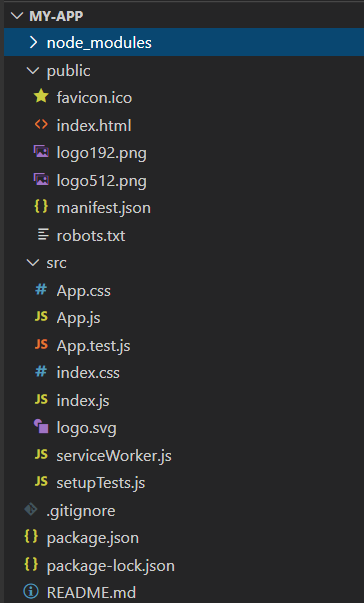 MY-APP
node_modules
public
favicon.ico
index.html
logo192.png
logo512.png
manifest.json
robots.txt
src
App.css
App.js
App.test.js
index.css
index.js
logo.svg
serviceWorker.js
setupTests.js
.gitignore
package.json
package-lock.json
README.md